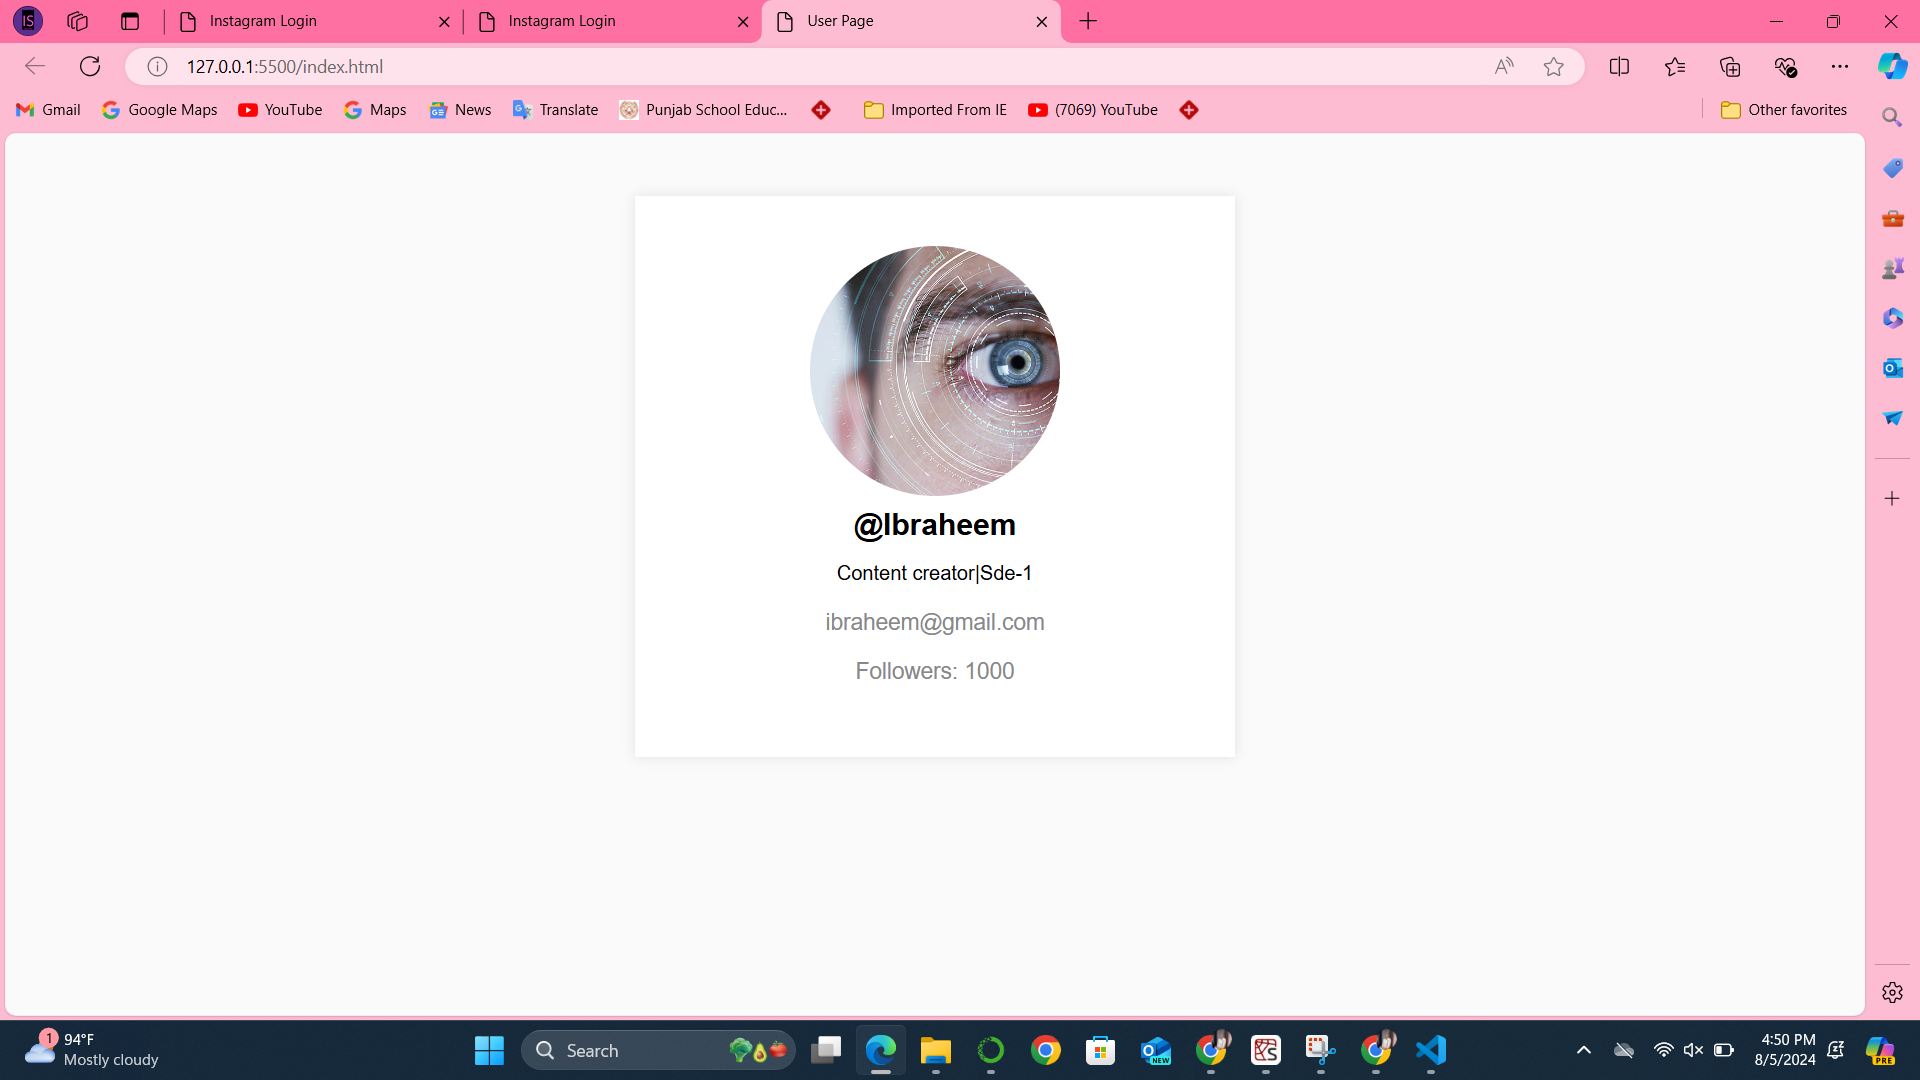 IS
Instagram Login
Instagram Login
User Page
127.0.0.1:5500/index.html
Gmail
Google Maps
YouTube
Maps
News
Translate
Punjab School Educ...
Imported From IE
(7069) YouTube
Other favorites
@Ibraheem
Content creator|Sde-1
ibraheem@gmail.com
Followers: 1000
1
94°F
Mostly cloudy
Search
NEW
4:50 PM
8/5/2024
PRE